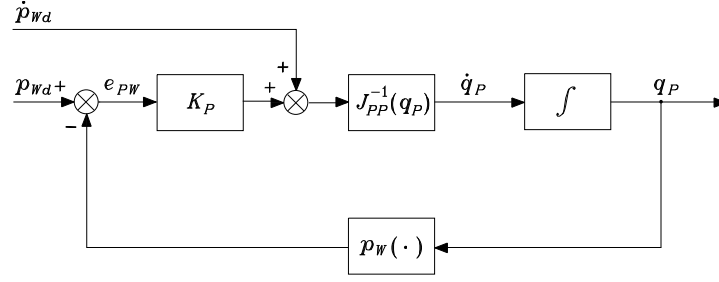 ṗ_Wd
+
p_Wd + e_PW K_P + J_PP^-1(q_P) q̇_P ∫ q_P
−
p_W(·)